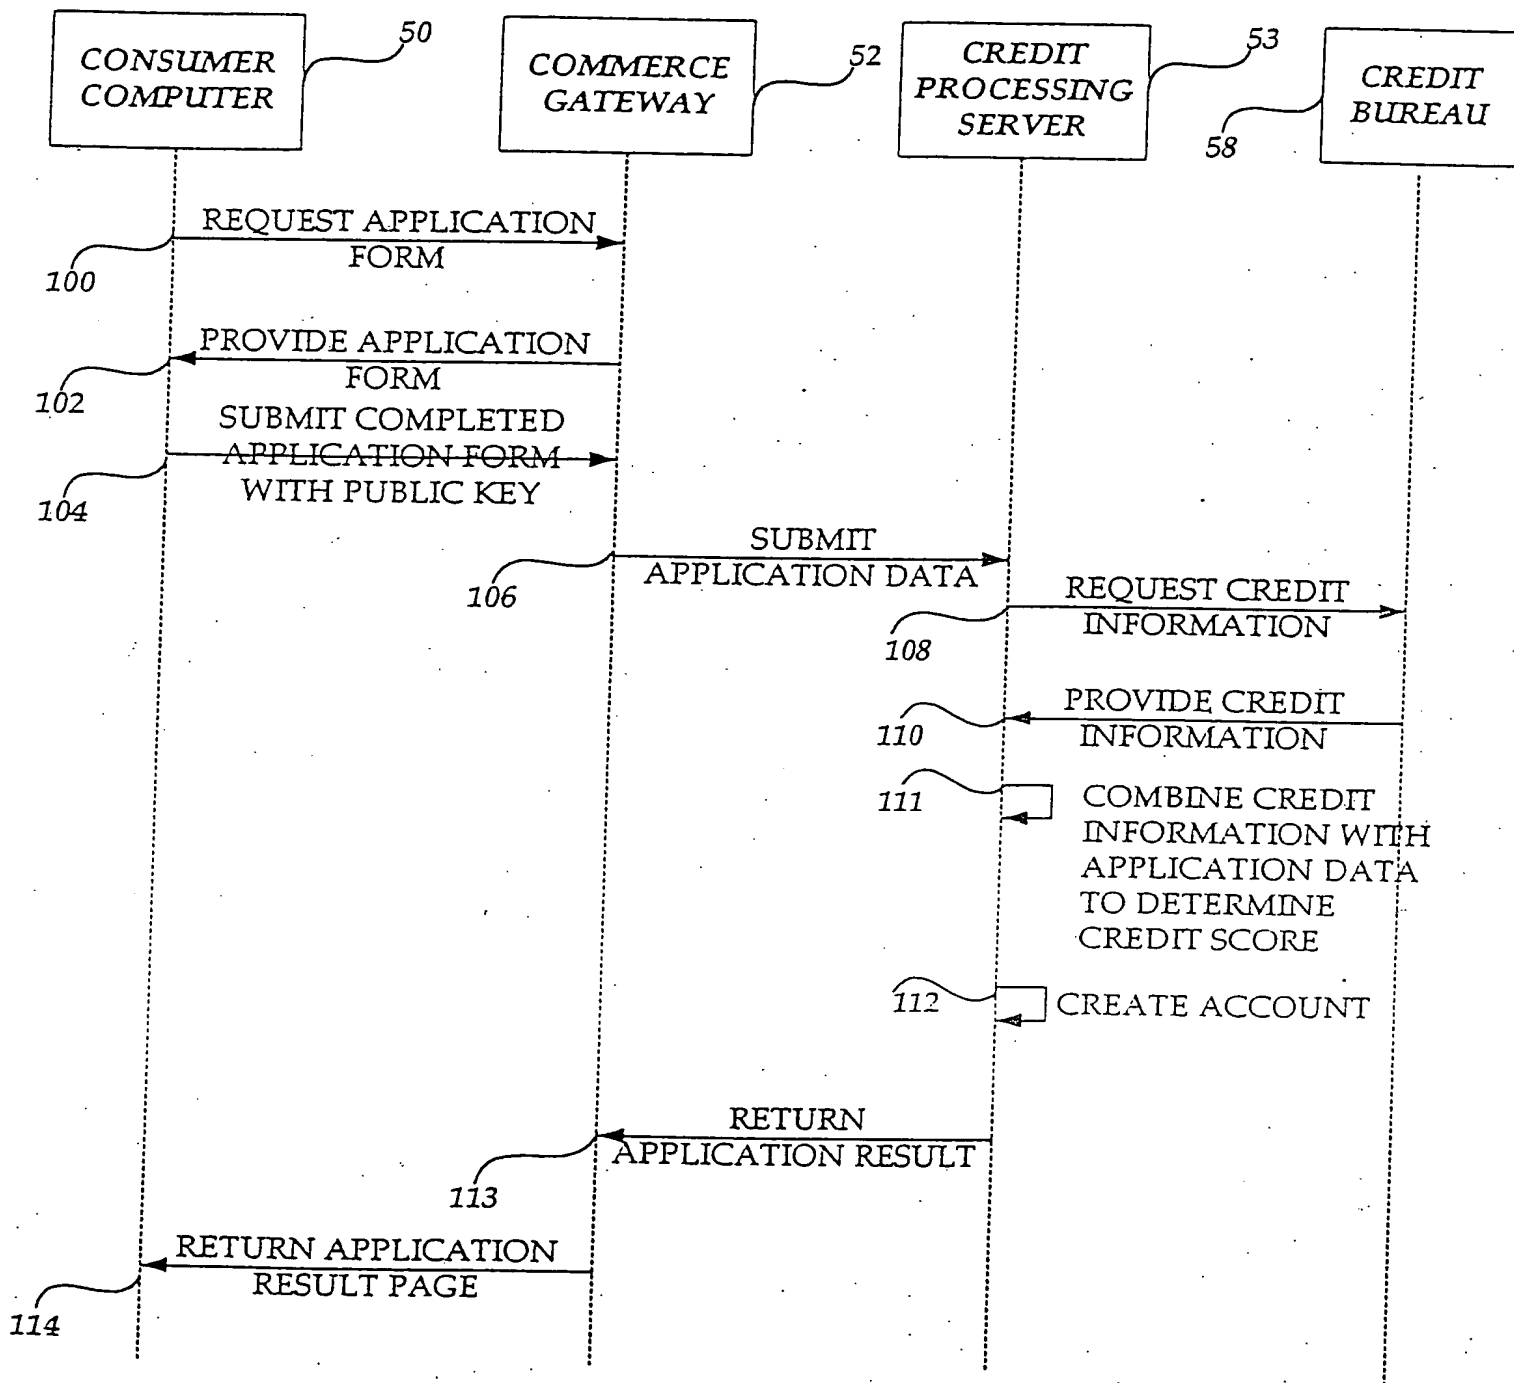 50
CONSUMER
COMPUTER
52
COMMERCE
GATEWAY
53
CREDIT
PROCESSING
SERVER
58
CREDIT
BUREAU
REQUEST APPLICATION
FORM
100
PROVIDE APPLICATION
FORM
102
SUBMIT COMPLETED
APPLICATION FORM
WITH PUBLIC KEY
104
SUBMIT
APPLICATION DATA
106
REQUEST CREDIT
INFORMATION
108
PROVIDE CREDIT
INFORMATION
110
111
COMBINE CREDIT
INFORMATION WITH
APPLICATION DATA
TO DETERMINE
CREDIT SCORE
112
CREATE ACCOUNT
RETURN
APPLICATION RESULT
113
RETURN APPLICATION
RESULT PAGE
114